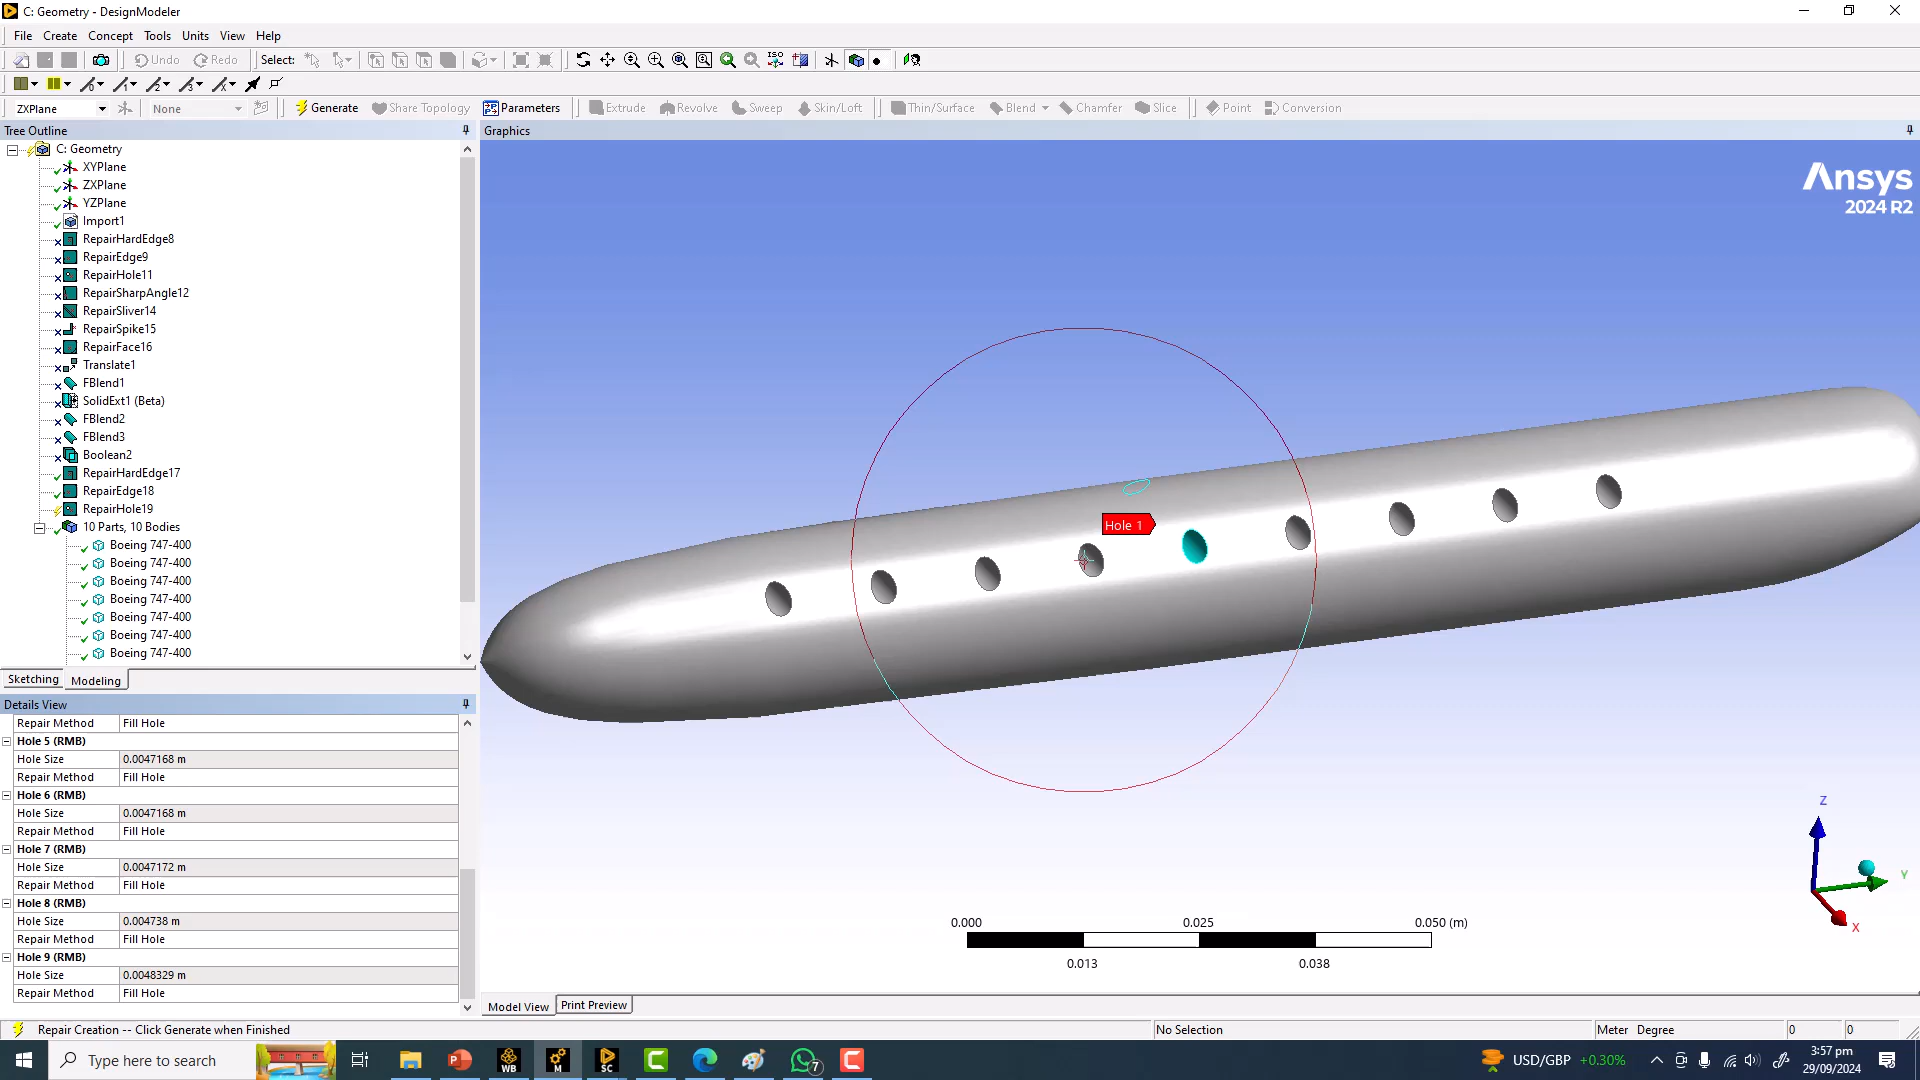 C: Geometry - DesignModeler
File Create Concept Tools Units View Help
Undo Redo Select: ISO
ZXPlane None Generate Share Topology Parameters Extrude Revolve Sweep Skin/Loft Thin/Surface Blend Chamfer Slice Point Conversion
Tree Outline
Graphics
C: Geometry
XYPlane
ZXPlane
YZPlane
Import1
RepairHardEdge8
RepairEdge9
RepairHole11
RepairSharpAngle12
RepairSliver14
RepairSpike15
RepairFace16
Translate1
FBlend1
SolidExt1 (Beta)
FBlend2
FBlend3
Boolean2
RepairHardEdge17
RepairEdge18
RepairHole19
10 Parts, 10 Bodies
Boeing 747-400
Boeing 747-400
Boeing 747-400
Boeing 747-400
Boeing 747-400
Boeing 747-400
Boeing 747-400
Sketching Modeling
Details View
Repair Method Fill Hole
Hole 5 (RMB)
Hole Size 0.0047168 m
Repair Method Fill Hole
Hole 6 (RMB)
Hole Size 0.0047168 m
Repair Method Fill Hole
Hole 7 (RMB)
Hole Size 0.0047172 m
Repair Method Fill Hole
Hole 8 (RMB)
Hole Size 0.004738 m
Repair Method Fill Hole
Hole 9 (RMB)
Hole Size 0.0048329 m
Repair Method Fill Hole
Ansys
2024 R2
Hole 1
Z
Y
X
0.000 0.025 0.050 (m)
0.013 0.038
Model View Print Preview
Repair Creation -- Click Generate when Finished
No Selection
Meter Degree 0 0
Type here to search
WB
M
SC
7
USD/GBP +0.30%
3:57 pm
29/09/2024